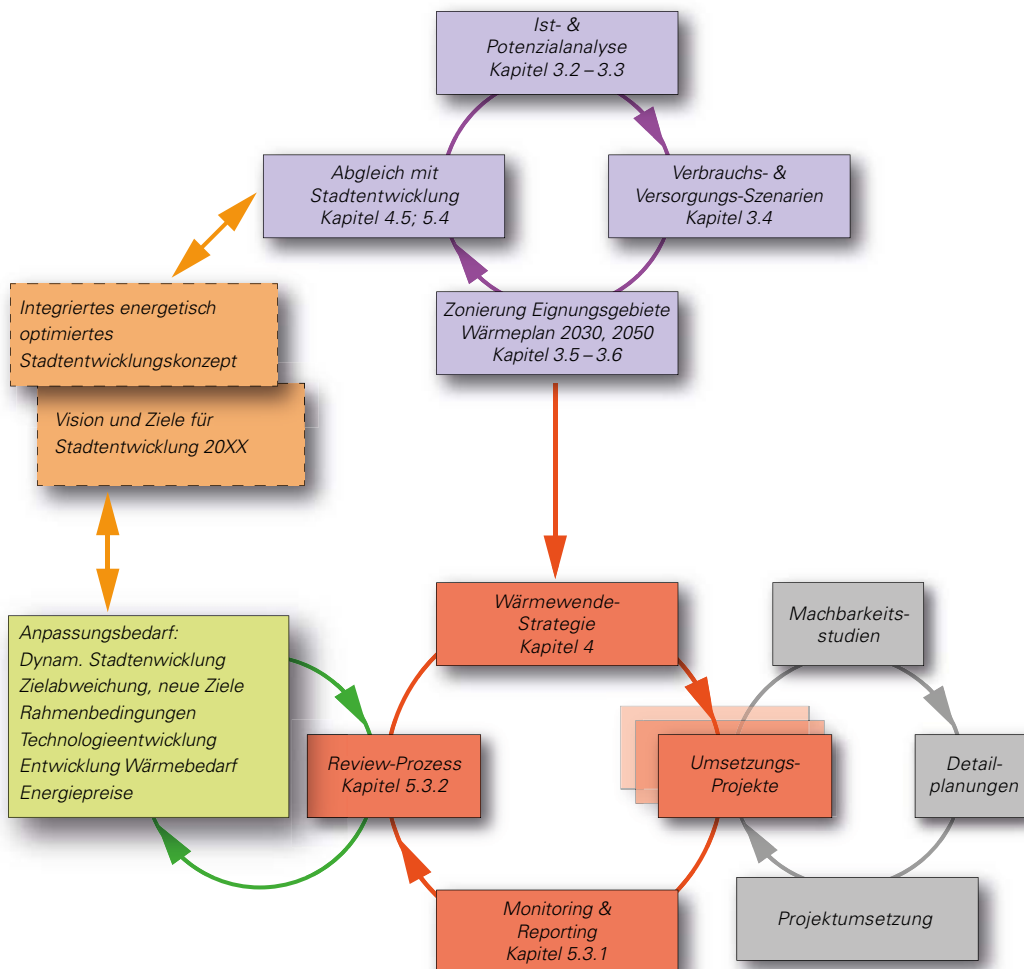 Ist- &
Potenzialanalyse
Kapitel 3.2 – 3.3
Abgleich mit
Stadtentwicklung
Kapitel 4.5; 5.4
Verbrauchs- &
Versorgungs-Szenarien
Kapitel 3.4
Zonierung Eignungsgebiete
Wärmeplan 2030, 2050
Kapitel 3.5 – 3.6
Integriertes energetisch
optimiertes
Stadtentwicklungskonzept
Vision und Ziele für
Stadtentwicklung 20XX
Anpassungsbedarf:
Dynam. Stadtenwicklung
Zielabweichung, neue Ziele
Rahmenbedingungen
Technologieentwicklung
Entwicklung Wärmebedarf
Energiepreise
Wärmewende-
Strategie
Kapitel 4
Review-Prozess
Kapitel 5.3.2
Umsetzungs-
Projekte
Monitoring &
Reporting
Kapitel 5.3.1
Machbarkeits-
studien
Detail-
planungen
Projektumsetzung